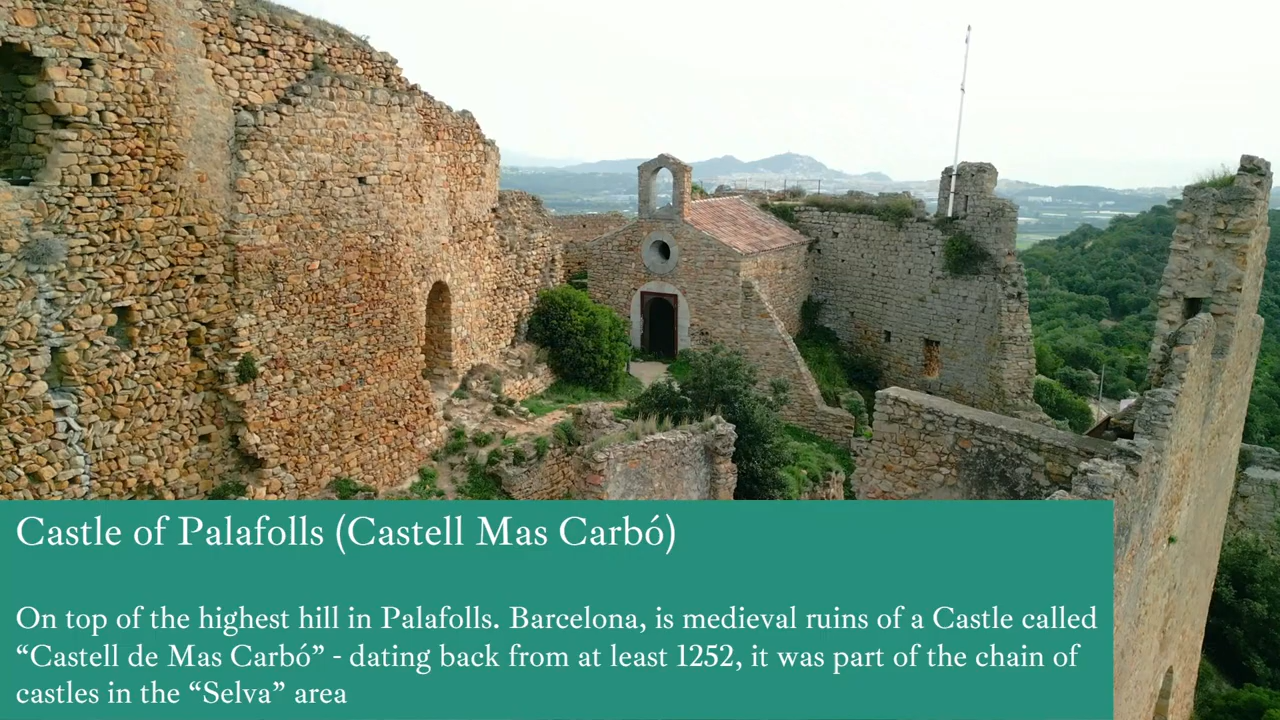 Castle of Palafolls (Castell Mas Carbó)
On top of the highest hill in Palafolls. Barcelona, is medieval ruins of a Castle called
“Castell de Mas Carbó” - dating back from at least 1252, it was part of the chain of
castles in the “Selva” area